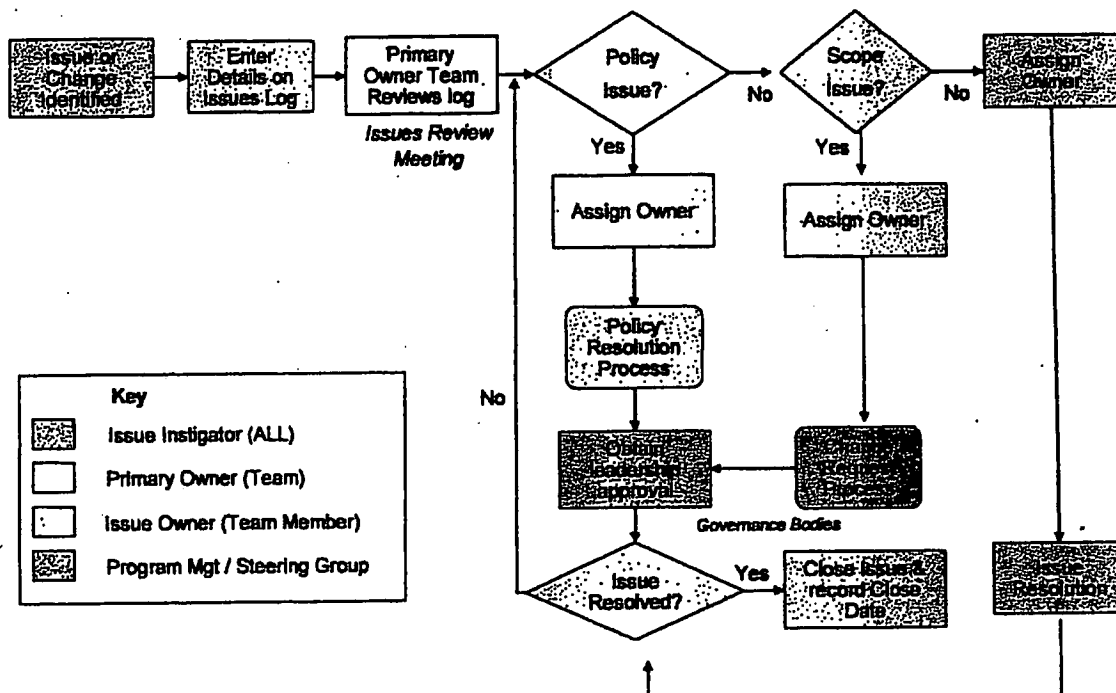 Issue or
Change
Identified
Enter
Details on
Issues Log
Primary
Owner Team
Reviews log
Issues Review
Meeting
Policy
Issue?
No
Scope
Issue?
No
Assign
Owner
Yes
Yes
Assign Owner
Assign Owner
Policy
Resolution
Process
No
Key
Issue Instigator (ALL)
Primary Owner (Team)
Issue Owner (Team Member)
Program Mgt / Steering Group
Obtain
leadership
approval
Request
Process
Governance Bodies
Issue
Resolved?
Yes
Close Issue &
record Close
Date
Issue
Resolution